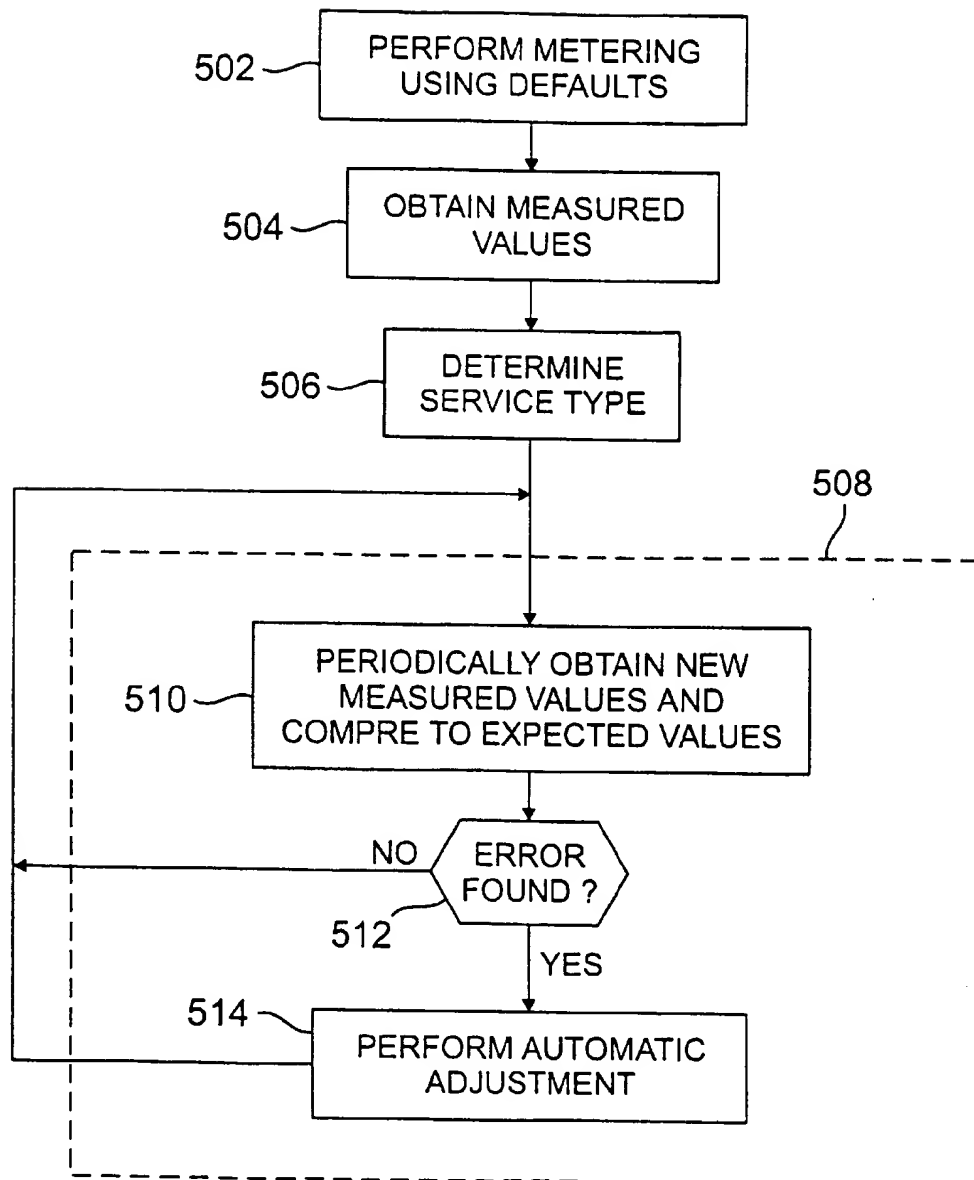 502
PERFORM METERING
USING DEFAULTS
504
OBTAIN MEASURED
VALUES
506
DETERMINE
SERVICE TYPE
508
510
PERIODICALLY OBTAIN NEW
MEASURED VALUES AND
COMPRE TO EXPECTED VALUES
NO
ERROR
FOUND ?
512
YES
514
PERFORM AUTOMATIC
ADJUSTMENT